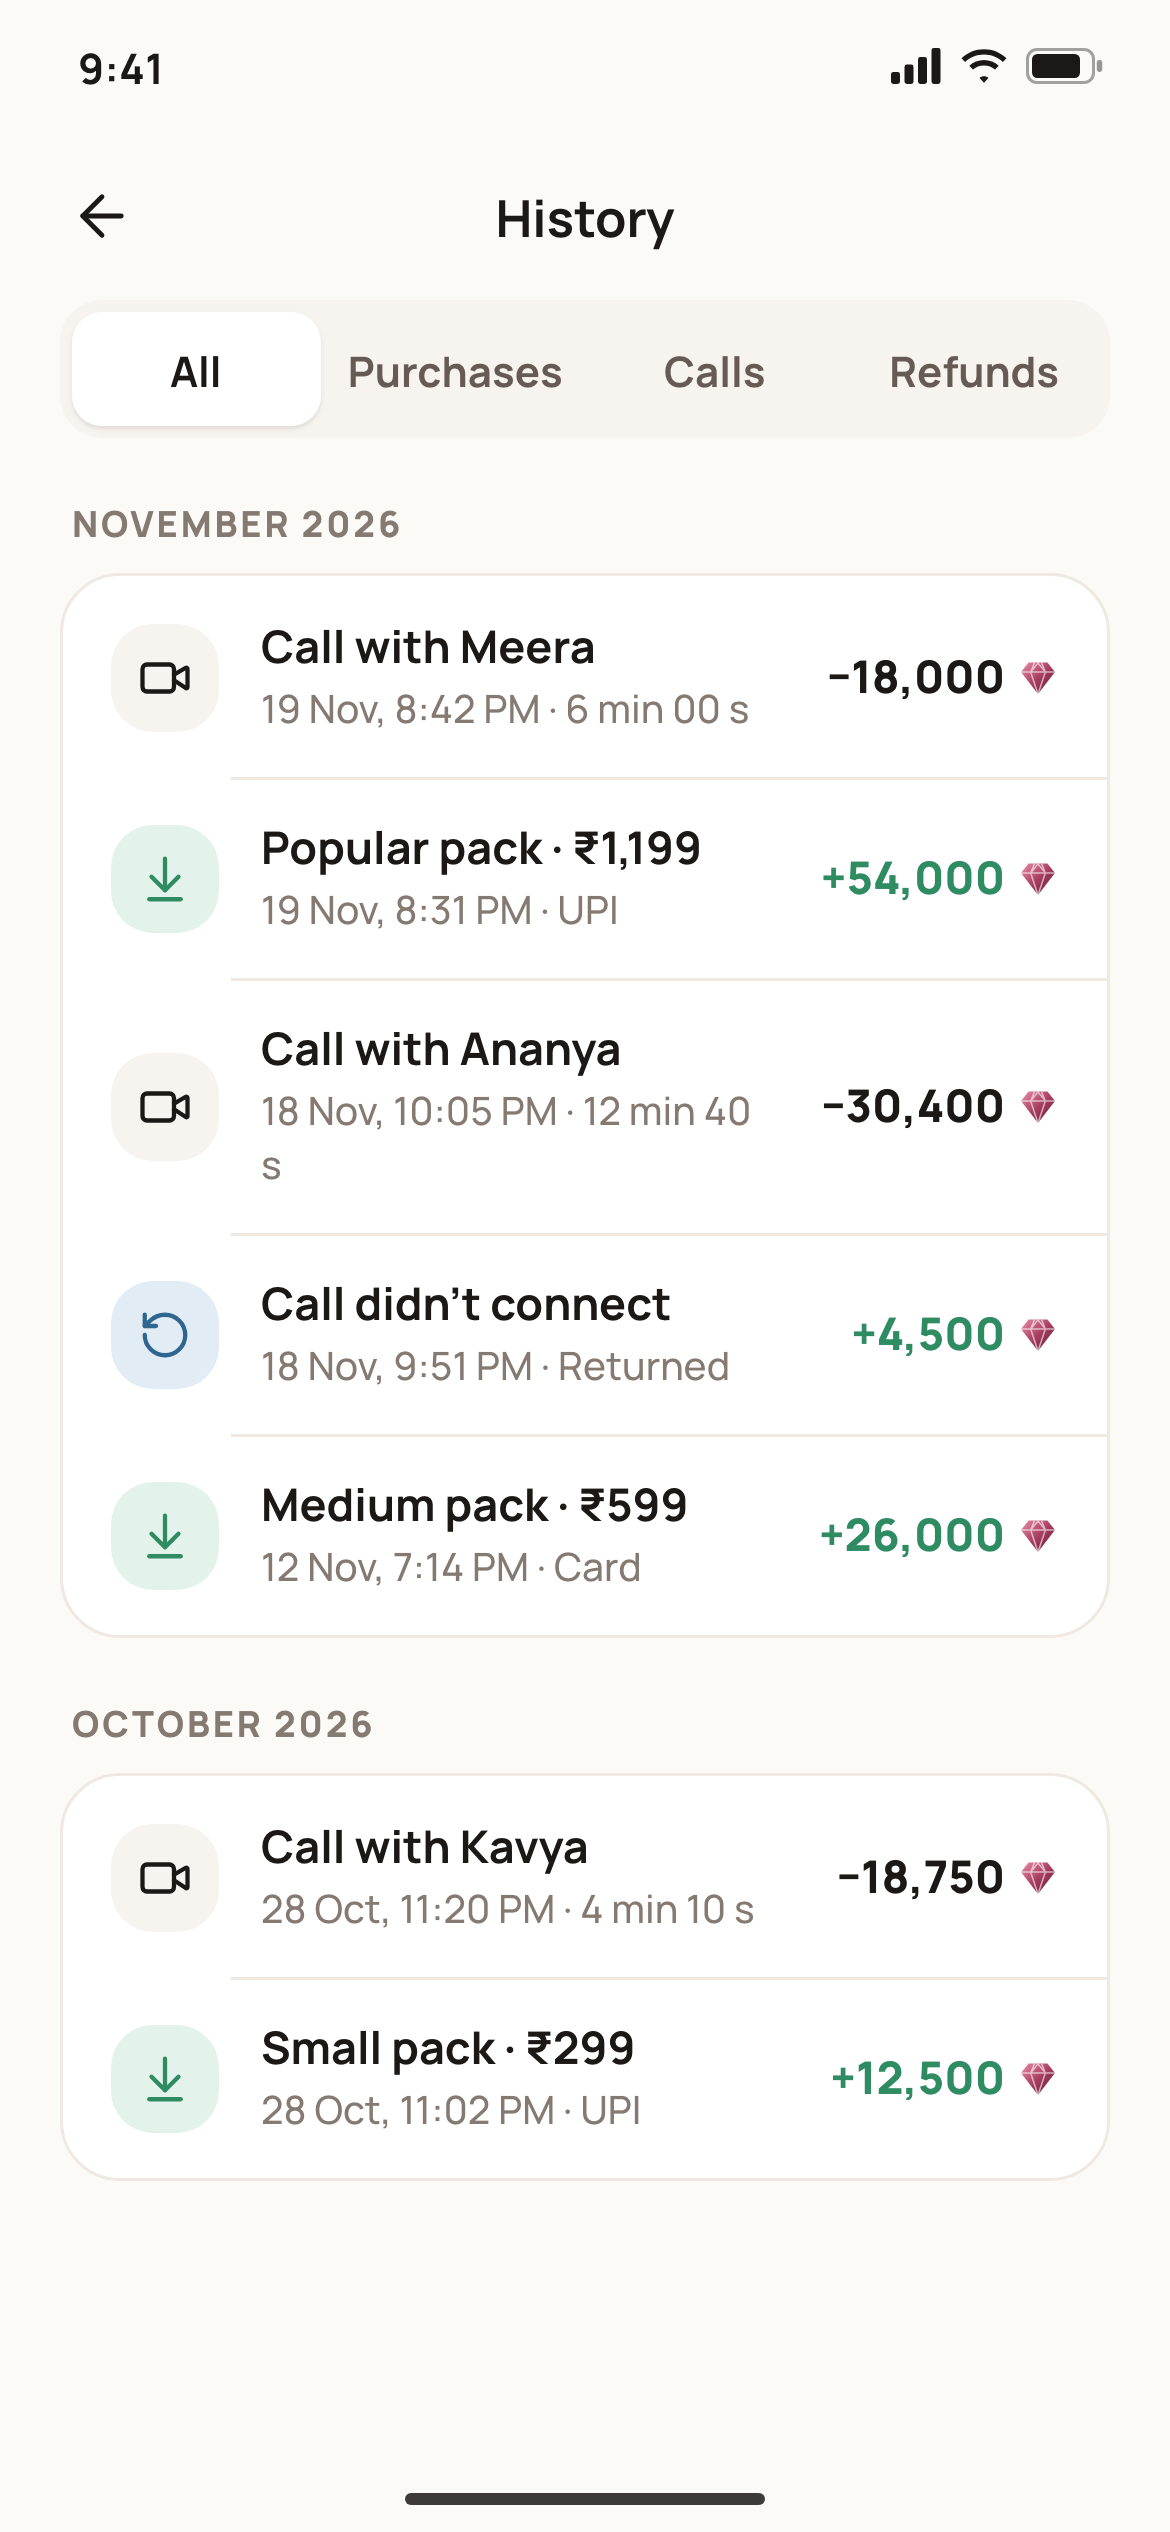 9:41
History
All Purchases Calls Refunds
NOVEMBER 2026
Call with Meera
19 Nov, 8:42 PM · 6 min 00 s
−18,000
Popular pack · ₹1,199
19 Nov, 8:31 PM · UPI
+54,000
Call with Ananya
18 Nov, 10:05 PM · 12 min 40
s
−30,400
Call didn’t connect
18 Nov, 9:51 PM · Returned
+4,500
Medium pack · ₹599
12 Nov, 7:14 PM · Card
+26,000
OCTOBER 2026
Call with Kavya
28 Oct, 11:20 PM · 4 min 10 s
−18,750
Small pack · ₹299
28 Oct, 11:02 PM · UPI
+12,500